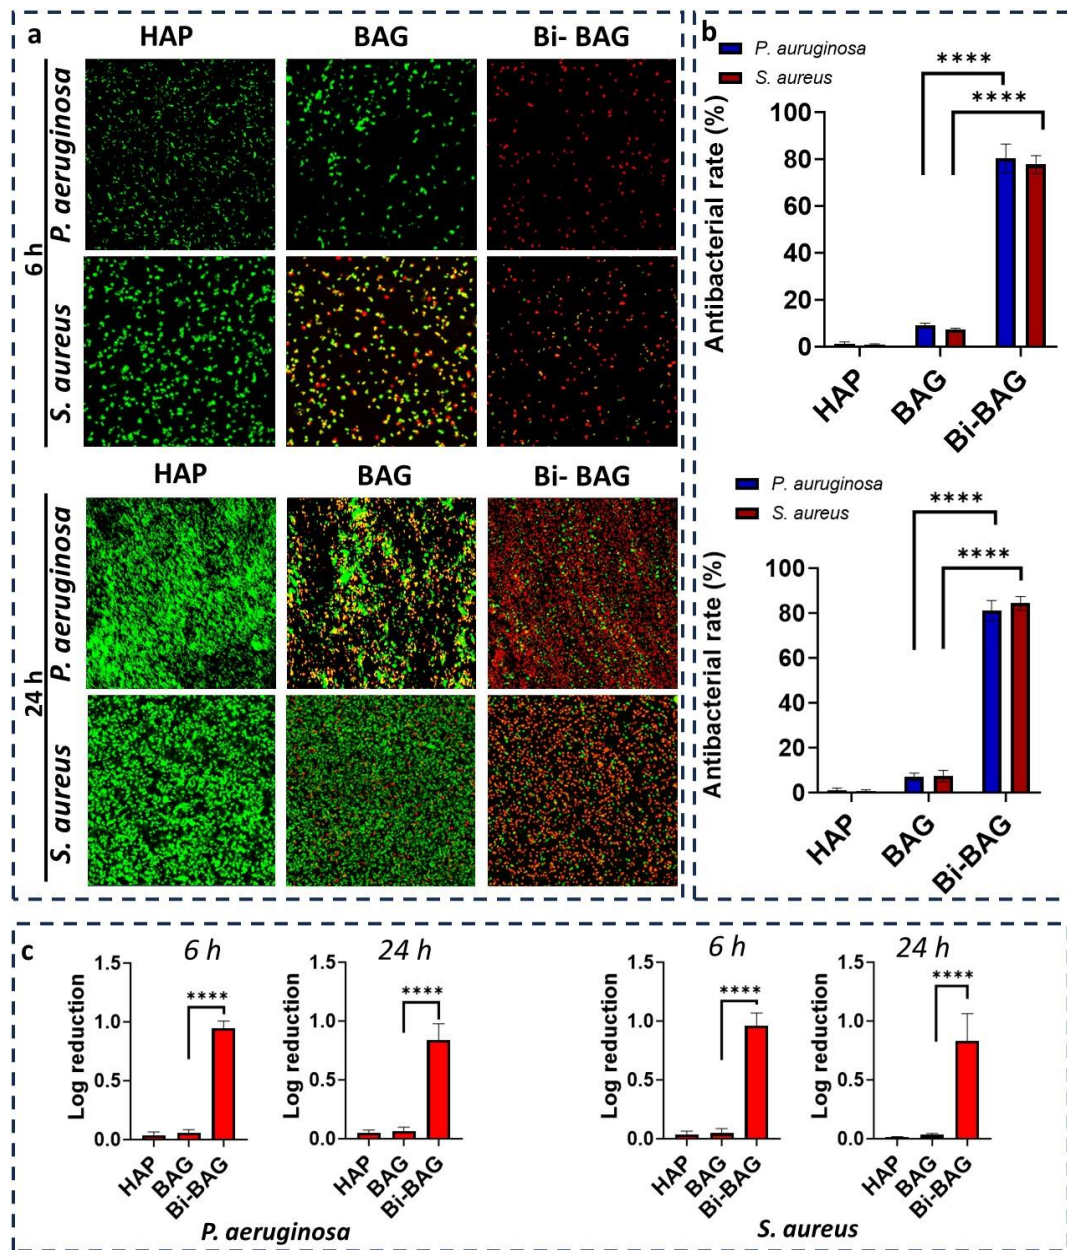 a
HAP BAG Bi- BAG
6 h
P. aeruginosa
S. aureus
HAP BAG Bi- BAG
24 h
P. aeruginosa
S. aureus
b
P. auruginosa
S. aureus
****
****
Antibacterial rate (%)
100
80
60
40
20
0
HAP BAG Bi-BAG
P. auruginosa
S. aureus
****
****
Antibacterial rate (%)
100
80
60
40
20
0
HAP BAG Bi-BAG
c
6 h
Log reduction
1.5
1.0
0.5
0.0
****
HAP BAG Bi-BAG
24 h
Log reduction
1.5
1.0
0.5
0.0
****
HAP BAG Bi-BAG
P. aeruginosa
6 h
Log reduction
1.5
1.0
0.5
0.0
****
HAP BAG Bi-BAG
24 h
Log reduction
1.5
1.0
0.5
0.0
****
HAP BAG Bi-BAG
S. aureus